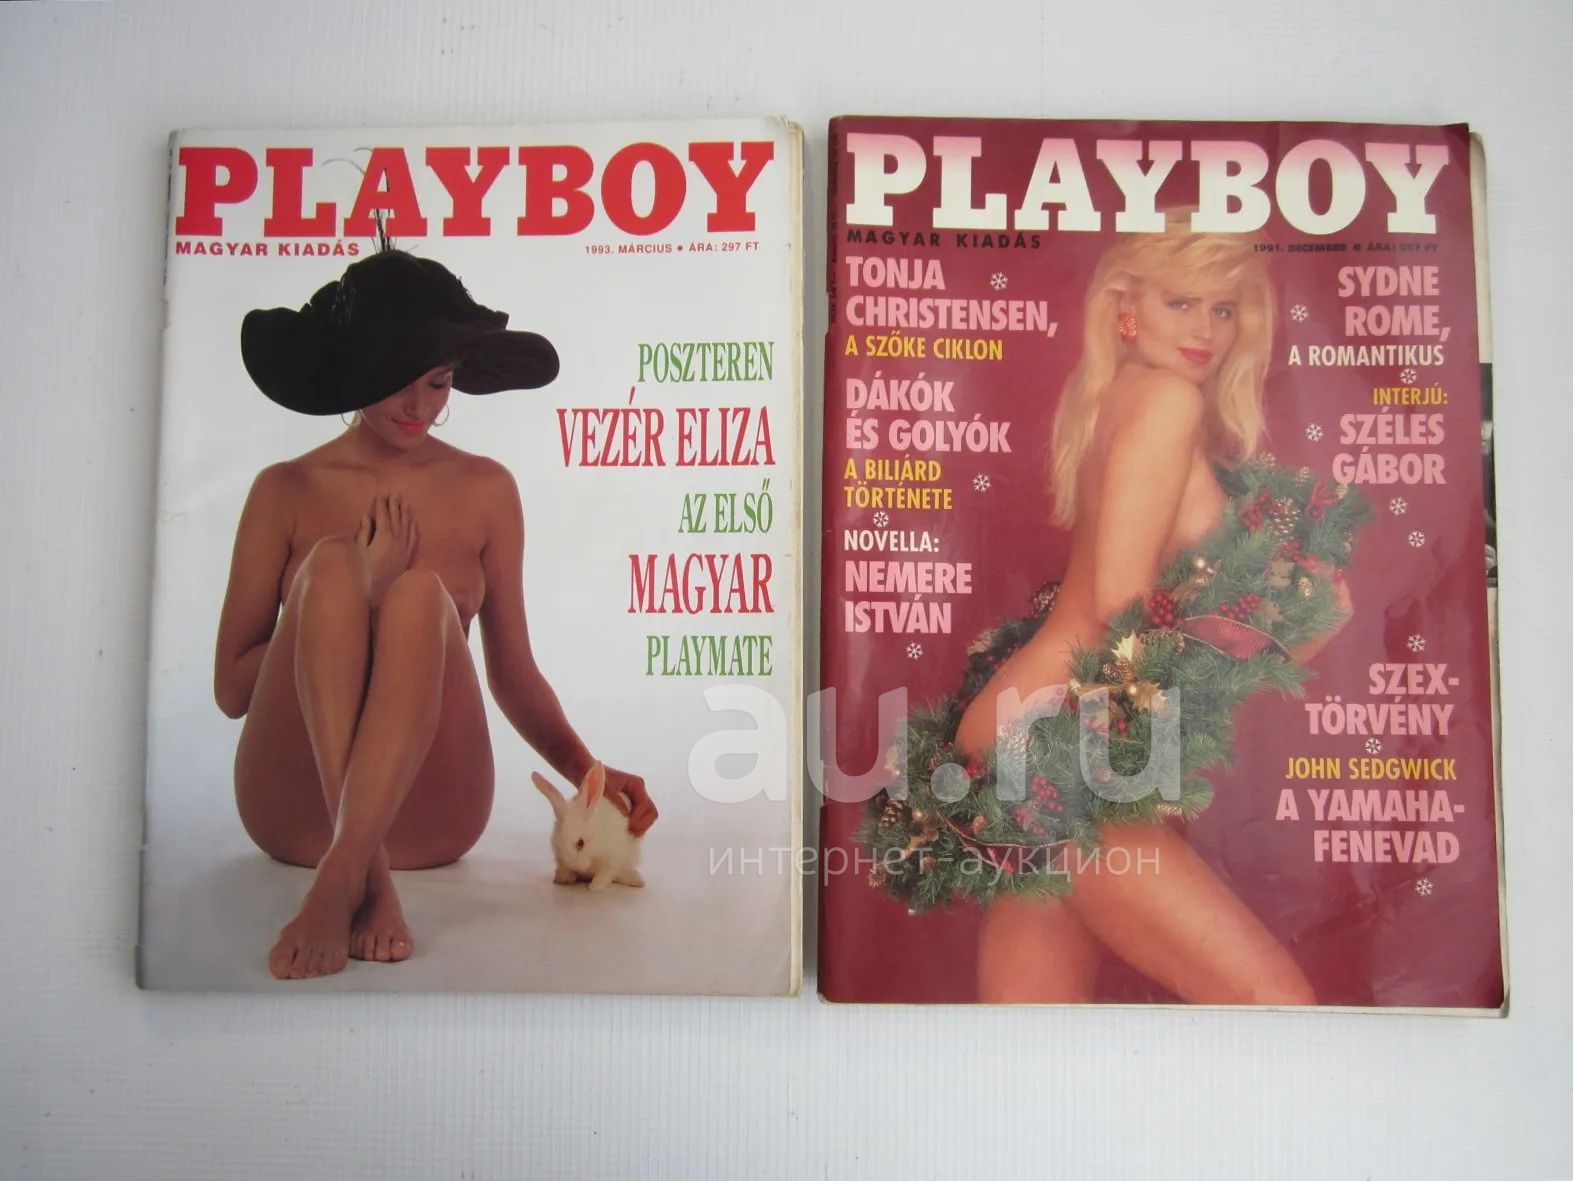 PLAYBOY
MAGYAR KIADÁS
1993. MÁRCIUS • ÁRA: 297 FT
POSZTEREN
VEZÉR ELIZA
AZ ELSŐ
MAGYAR
PLAYMATE
PLAYBOY
MAGYAR KIADÁS
1991. DECEMBER • ÁRA: 257 FT
TONJA
CHRISTENSEN,
A SZŐKE CIKLON
DÁKÓK
ÉS GOLYÓK
A BILIÁRD
TÖRTÉNETE
NOVELLA:
NEMERE
ISTVÁN
SYDNE
ROME,
A ROMANTIKUS
INTERJÚ:
SZÉLES
GÁBOR
SZEX-
TÖRVÉNY
JOHN SEDGWICK
A YAMAHA-
FENEVAD
au.ru
интернет-аукцион